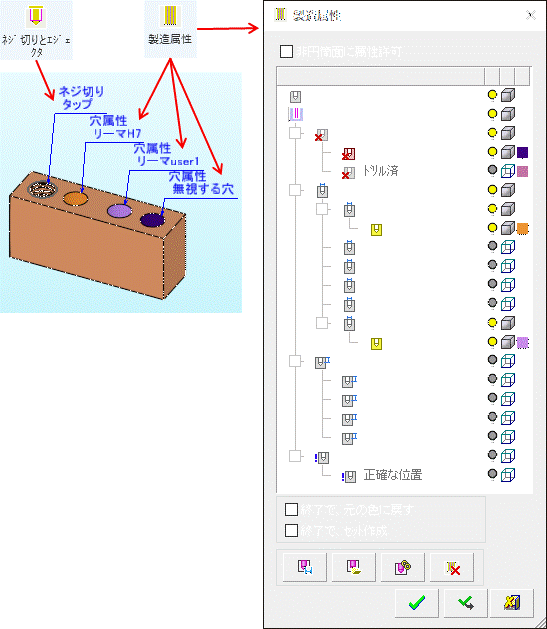 ネジ切りとエジェ
クタ
製造属性
ネジ切り
タップ
穴属性
リーマH7
穴属性
リーマuser1
穴属性
無視する穴
製造属性
非円筒面に属性許可
ドリル済
正確な位置
終了で、元の色に戻す
終了で、セット作成